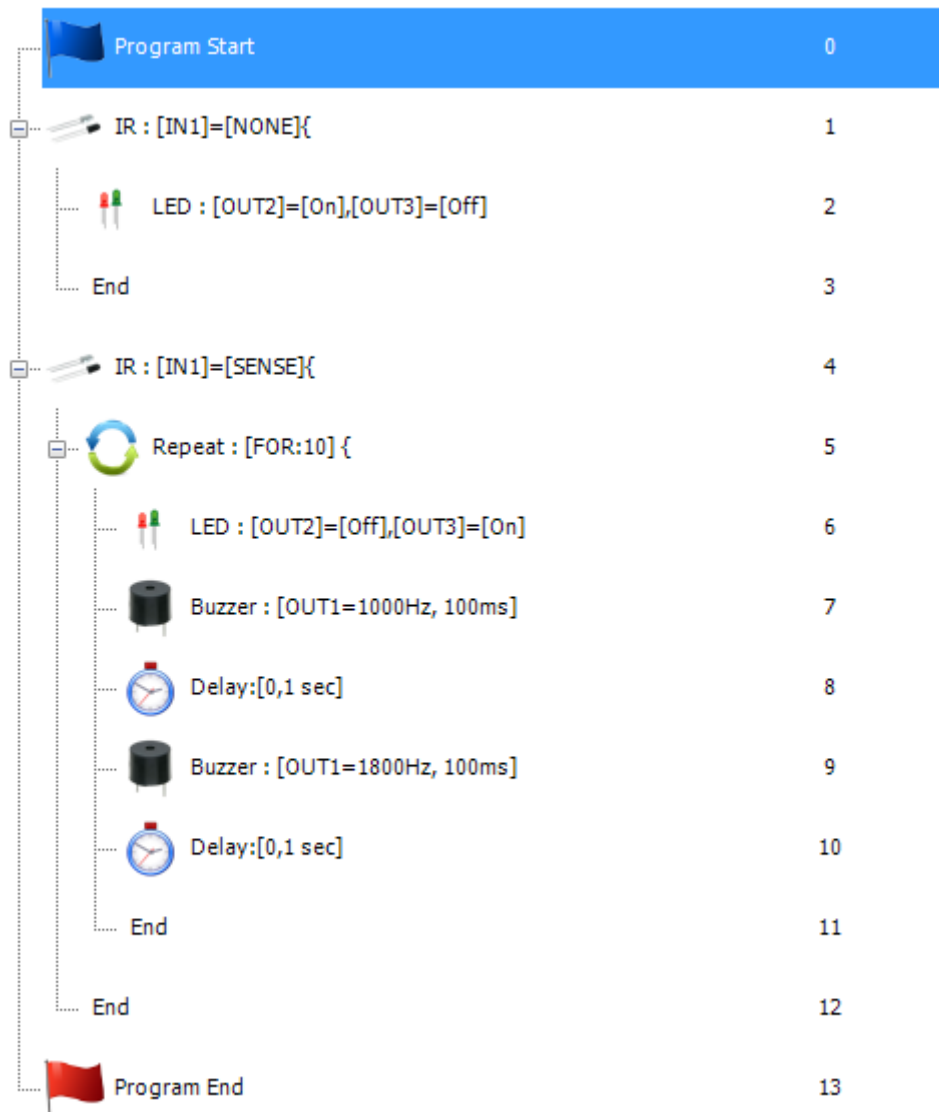 Program Start 0
IR : [IN1]=[NONE]{ 1
LED : [OUT2]=[On],[OUT3]=[Off] 2
End 3
IR : [IN1]=[SENSE]{ 4
Repeat : [FOR:10] { 5
LED : [OUT2]=[Off],[OUT3]=[On] 6
Buzzer : [OUT1=1000Hz, 100ms] 7
Delay:[0,1 sec] 8
Buzzer : [OUT1=1800Hz, 100ms] 9
Delay:[0,1 sec] 10
End 11
End 12
Program End 13